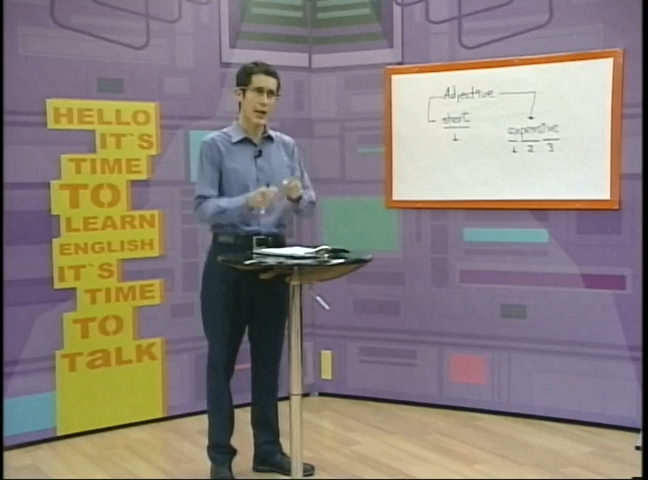 HELLO
IT'S
TIME
TO
LEARN
ENGLISH
IT'S
TIME
TO
TaLK
Adjective
short
1
expensive
1 2 3